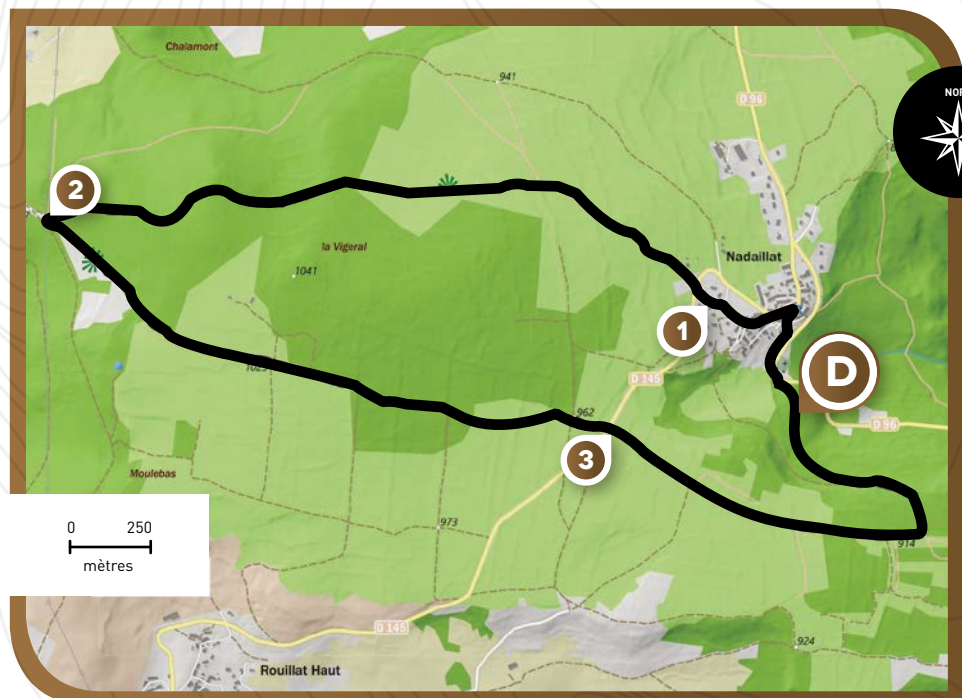 Chalamont
941
D 96
NOR
2
la Vigeral
1041
Nadaillat
1
D 145
D
962
D 96
3
Moulebas
973
0 250
mètres
914
D 145
924
Rouillat Haut